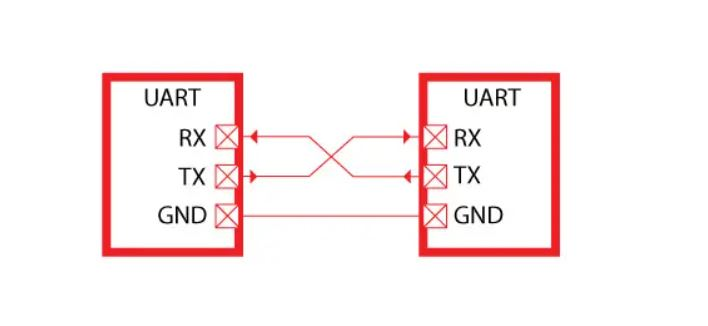 UART
RX
TX
GND
UART
RX
TX
GND